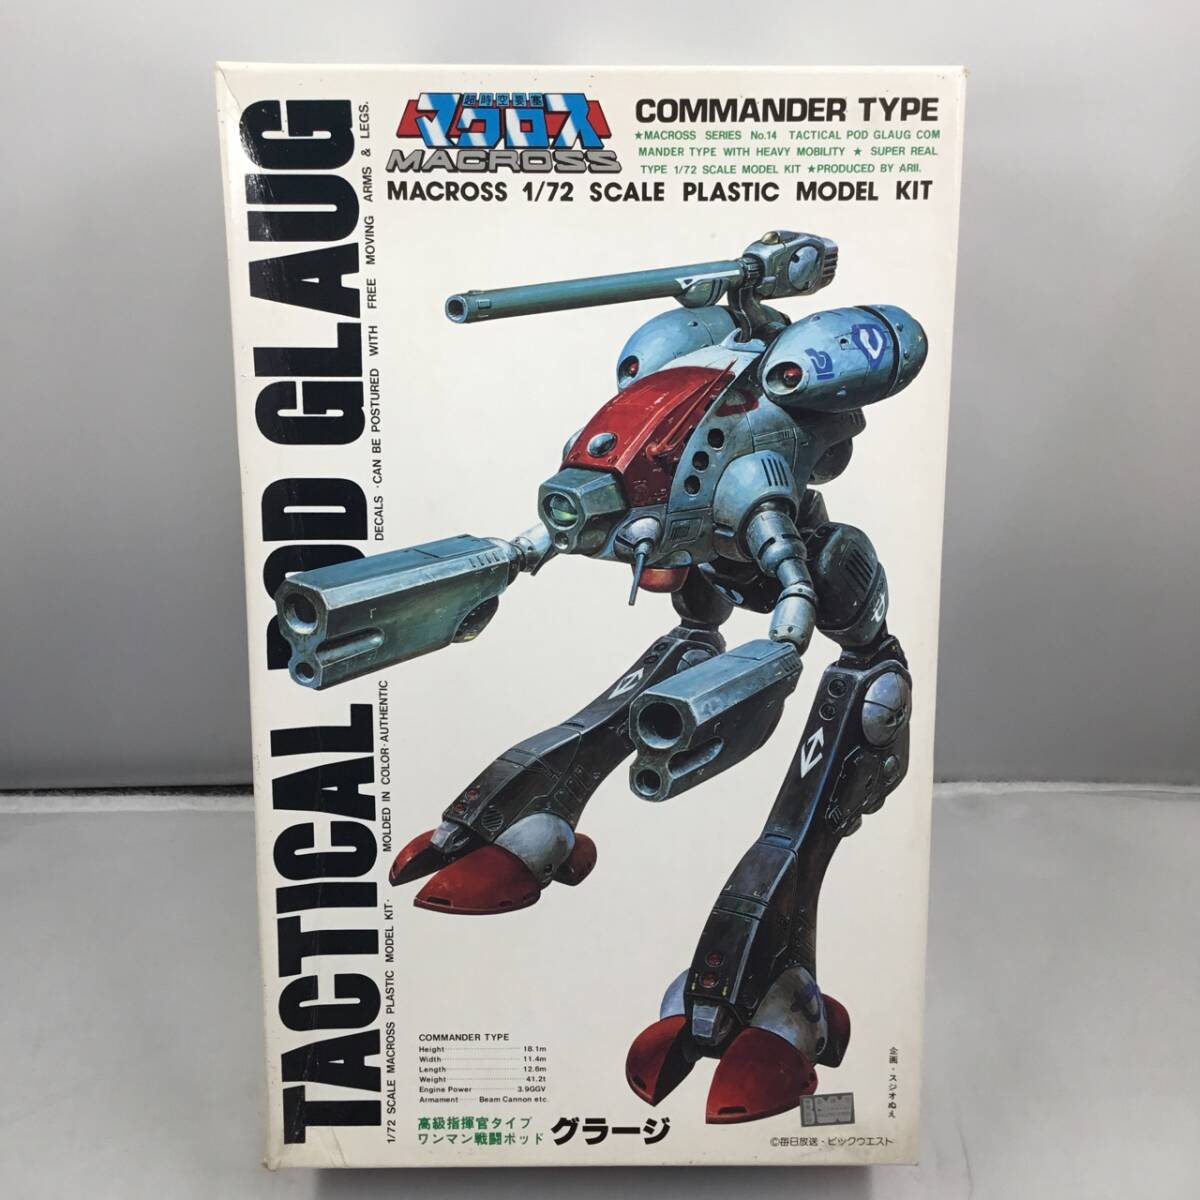 超時空要塞
マクロス
MACROSS
COMMANDER TYPE
★MACROSS SERIES No.14 TACTICAL POD GLAUG COM
MANDER TYPE WITH HEAVY MOBILITY ★ SUPER REAL
TYPE 1/72 SCALE MODEL KIT ★PRODUCED BY ARII.
MACROSS 1/72 SCALE PLASTIC MODEL KIT
TACTICAL POD GLAUG
1/72 SCALE MACROSS PLASTIC MODEL KIT· MOLDED IN COLOR·AUTHENTIC DECALS ·CAN BE POSTURED WITH FREE MOVING ARMS & LEGS.
COMMANDER TYPE
Height 18.1m
Width 11.4m
Length 12.6m
Weight 41.2t
Engine Power 3.9GGV
Armament Beam Cannon etc.
高級指揮官タイプ
ワンマン戦闘ポッド グラージ
企画・スタジオぬえ
©毎日放送・ビックウエスト